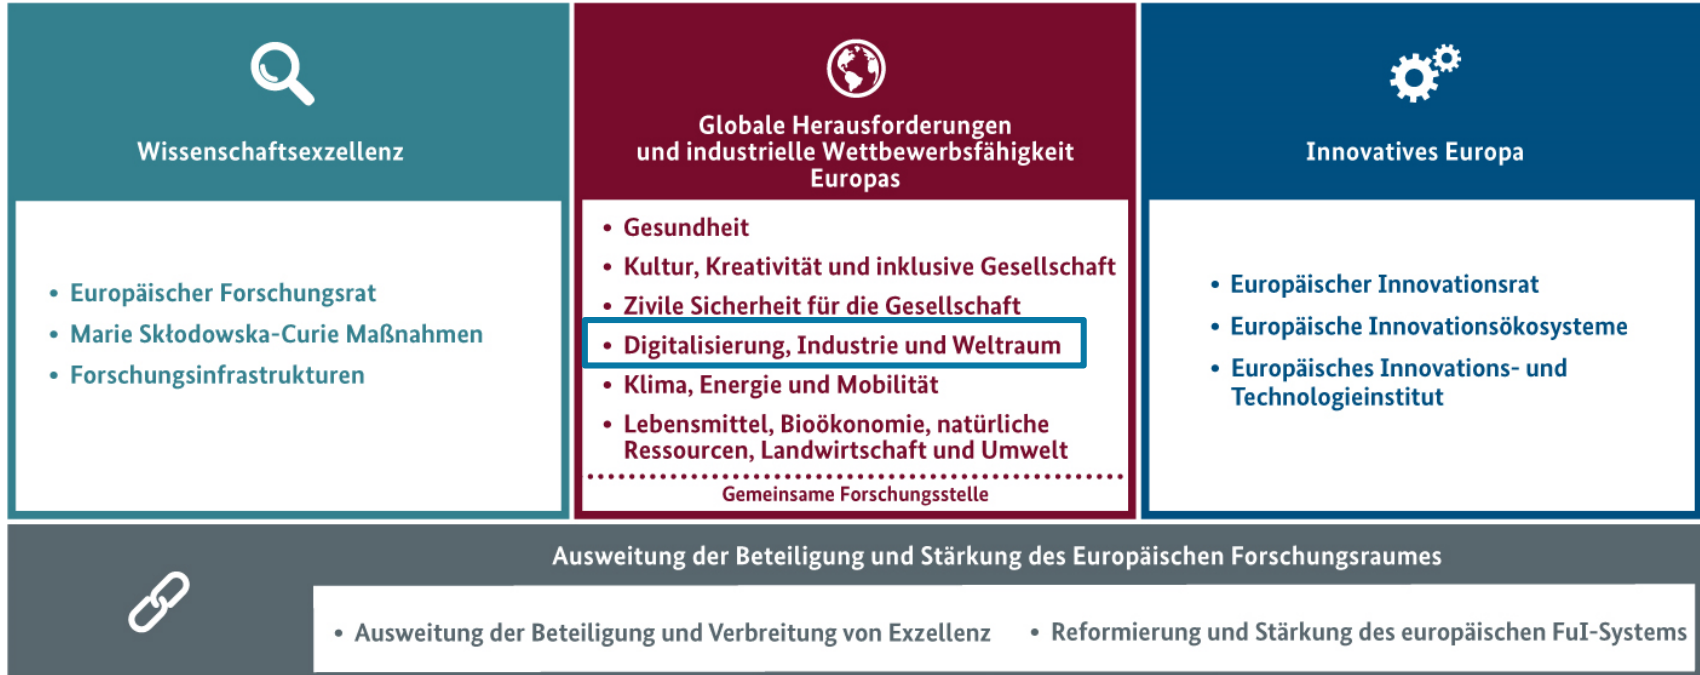 Wissenschaftsexzellenz
• Europäischer Forschungsrat
• Marie Skłodowska-Curie Maßnahmen
• Forschungsinfrastrukturen
Globale Herausforderungen
und industrielle Wettbewerbsfähigkeit
Europas
• Gesundheit
• Kultur, Kreativität und inklusive Gesellschaft
• Zivile Sicherheit für die Gesellschaft
• Digitalisierung, Industrie und Weltraum
• Klima, Energie und Mobilität
• Lebensmittel, Bioökonomie, natürliche
Ressourcen, Landwirtschaft und Umwelt
Gemeinsame Forschungsstelle
Innovatives Europa
• Europäischer Innovationsrat
• Europäische Innovationsökosysteme
• Europäisches Innovations- und
Technologieinstitut
Ausweitung der Beteiligung und Stärkung des Europäischen Forschungsraumes
• Ausweitung der Beteiligung und Verbreitung von Exzellenz
• Reformierung und Stärkung des europäischen FuI-Systems